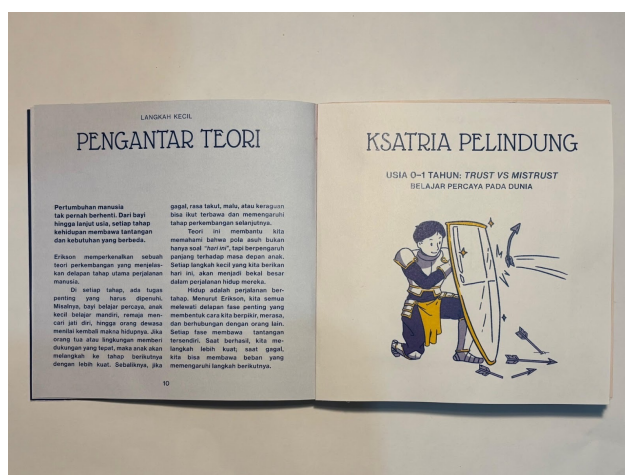 LANGKAH KECIL
PENGANTAR TEORI
Pertumbuhan manusia
tak pernah berhenti. Dari bayi
hingga lanjut usia, setiap tahap
kehidupan membawa tantangan
dan kebutuhan yang berbeda.
Erikson memperkenalkan sebuah
teori perkembangan yang menjelas-
kan delapan tahap utama perjalanan
manusia.
Di setiap tahap, ada tugas
penting yang harus dipenuhi.
Misalnya, bayi belajar percaya, anak
kecil belajar mandiri, remaja men-
cari jati diri, hingga orang dewasa
menilai kembali makna hidupnya. Jika
orang tua atau lingkungan memberi
dukungan yang tepat, maka anak akan
melangkah ke tahap berikutnya
dengan lebih kuat. Sebaliknya, jika
gagal, rasa takut, malu, atau keraguan
bisa ikut terbawa dan memengaruhi
tahap perkembangan selanjutnya.
Teori ini membantu kita
memahami bahwa pola asuh bukan
hanya soal "hari ini", tapi berpengaruh
panjang terhadap masa depan anak.
Setiap langkah kecil yang kita berikan
hari ini, akan menjadi bekal besar
dalam perjalanan hidup mereka.
Hidup adalah perjalanan ber-
tahap. Menurut Erikson, kita semua
melewati delapan fase penting yang
membentuk cara kita berpikir, merasa,
dan berhubungan dengan orang lain.
Setiap fase membawa tantangan
tersendiri. Saat berhasil, kita me-
langkah lebih kuat; saat gagal,
kita bisa membawa beban yang
memengaruhi langkah berikutnya.
10
KSATRIA PELINDUNG
USIA 0–1 TAHUN: TRUST VS MISTRUST
BELAJAR PERCAYA PADA DUNIA